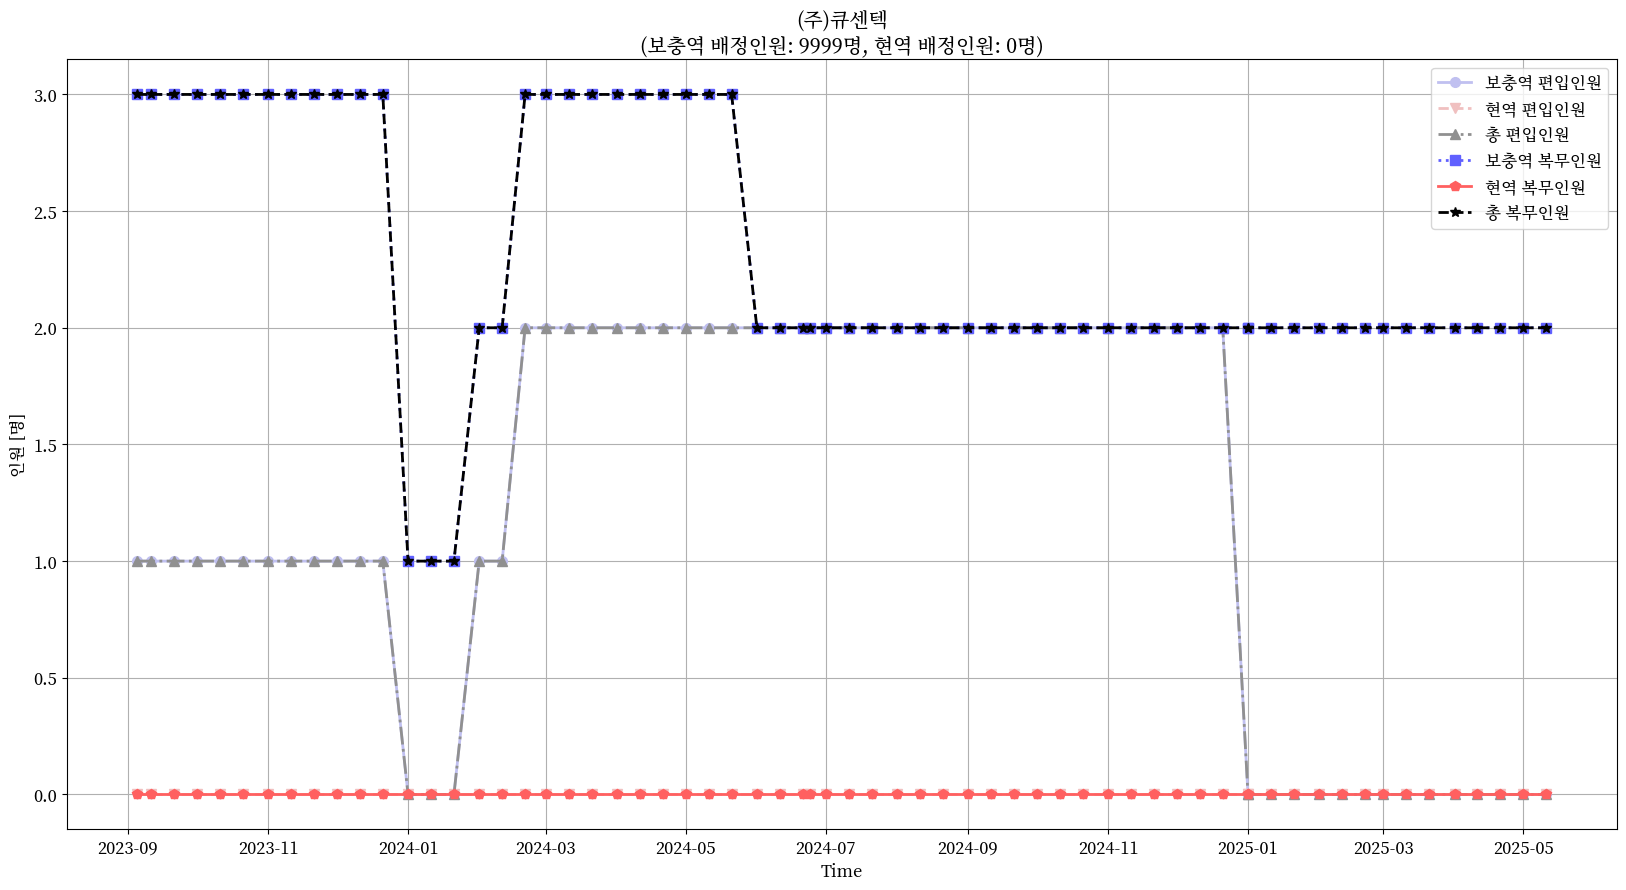 (주)큐센텍
(보충역 배정인원: 9999명, 현역 배정인원: 0명)
보충역 편입인원
현역 편입인원
총 편입인원
보충역 복무인원
현역 복무인원
총 복무인원
인원 [명]
3.0
2.5
2.0
1.5
1.0
0.5
0.0
2023-09 2023-11 2024-01 2024-03 2024-05 2024-07 2024-09 2024-11 2025-01 2025-03 2025-05
Time